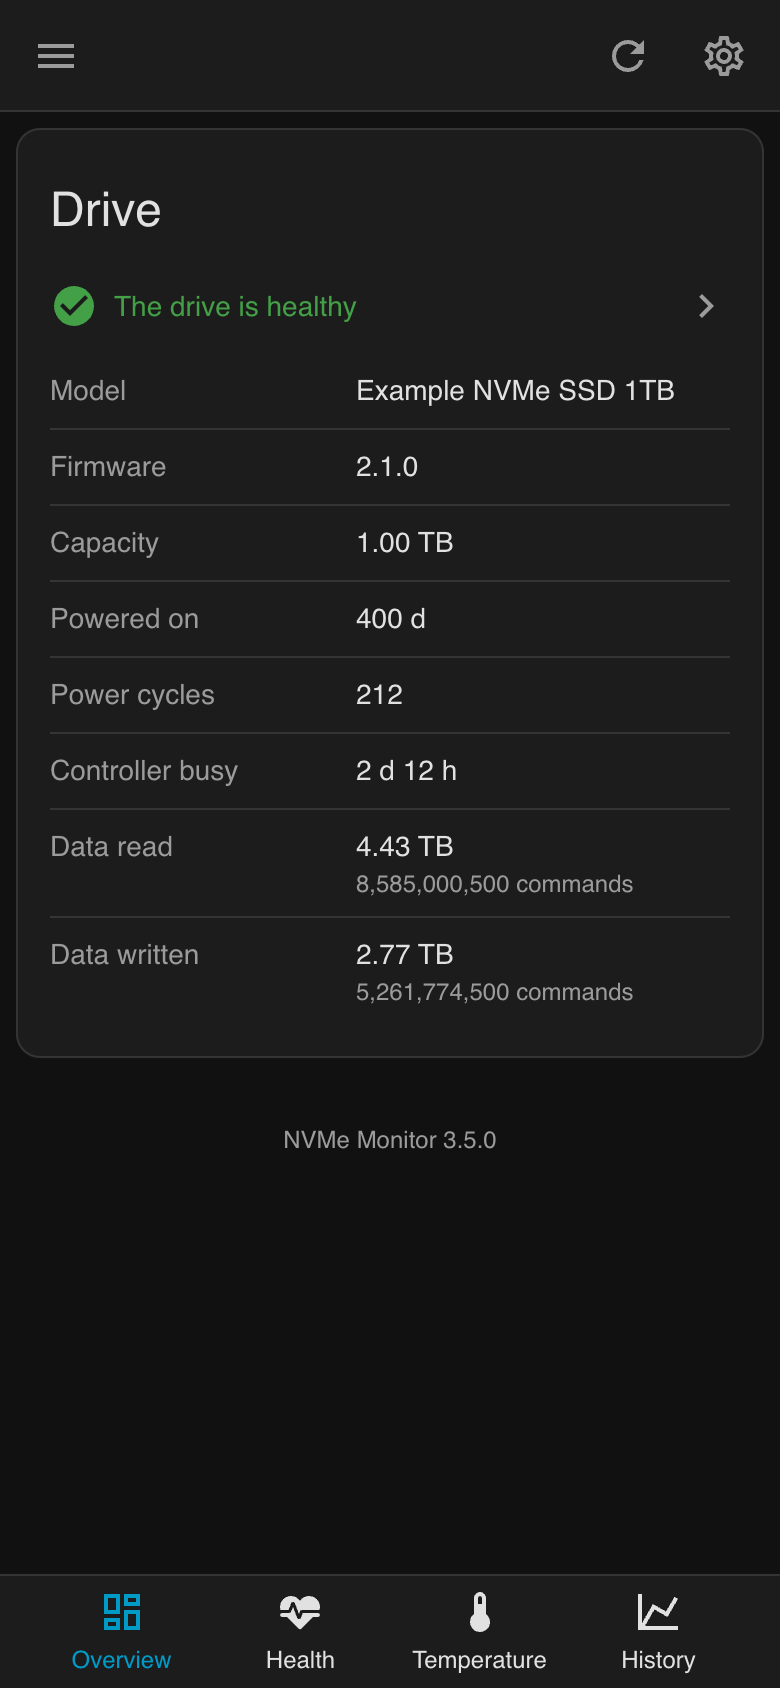 Drive
The drive is healthy
Model Example NVMe SSD 1TB
Firmware 2.1.0
Capacity 1.00 TB
Powered on 400 d
Power cycles 212
Controller busy 2 d 12 h
Data read 4.43 TB
8,585,000,500 commands
Data written 2.77 TB
5,261,774,500 commands
NVMe Monitor 3.5.0
Overview Health Temperature History